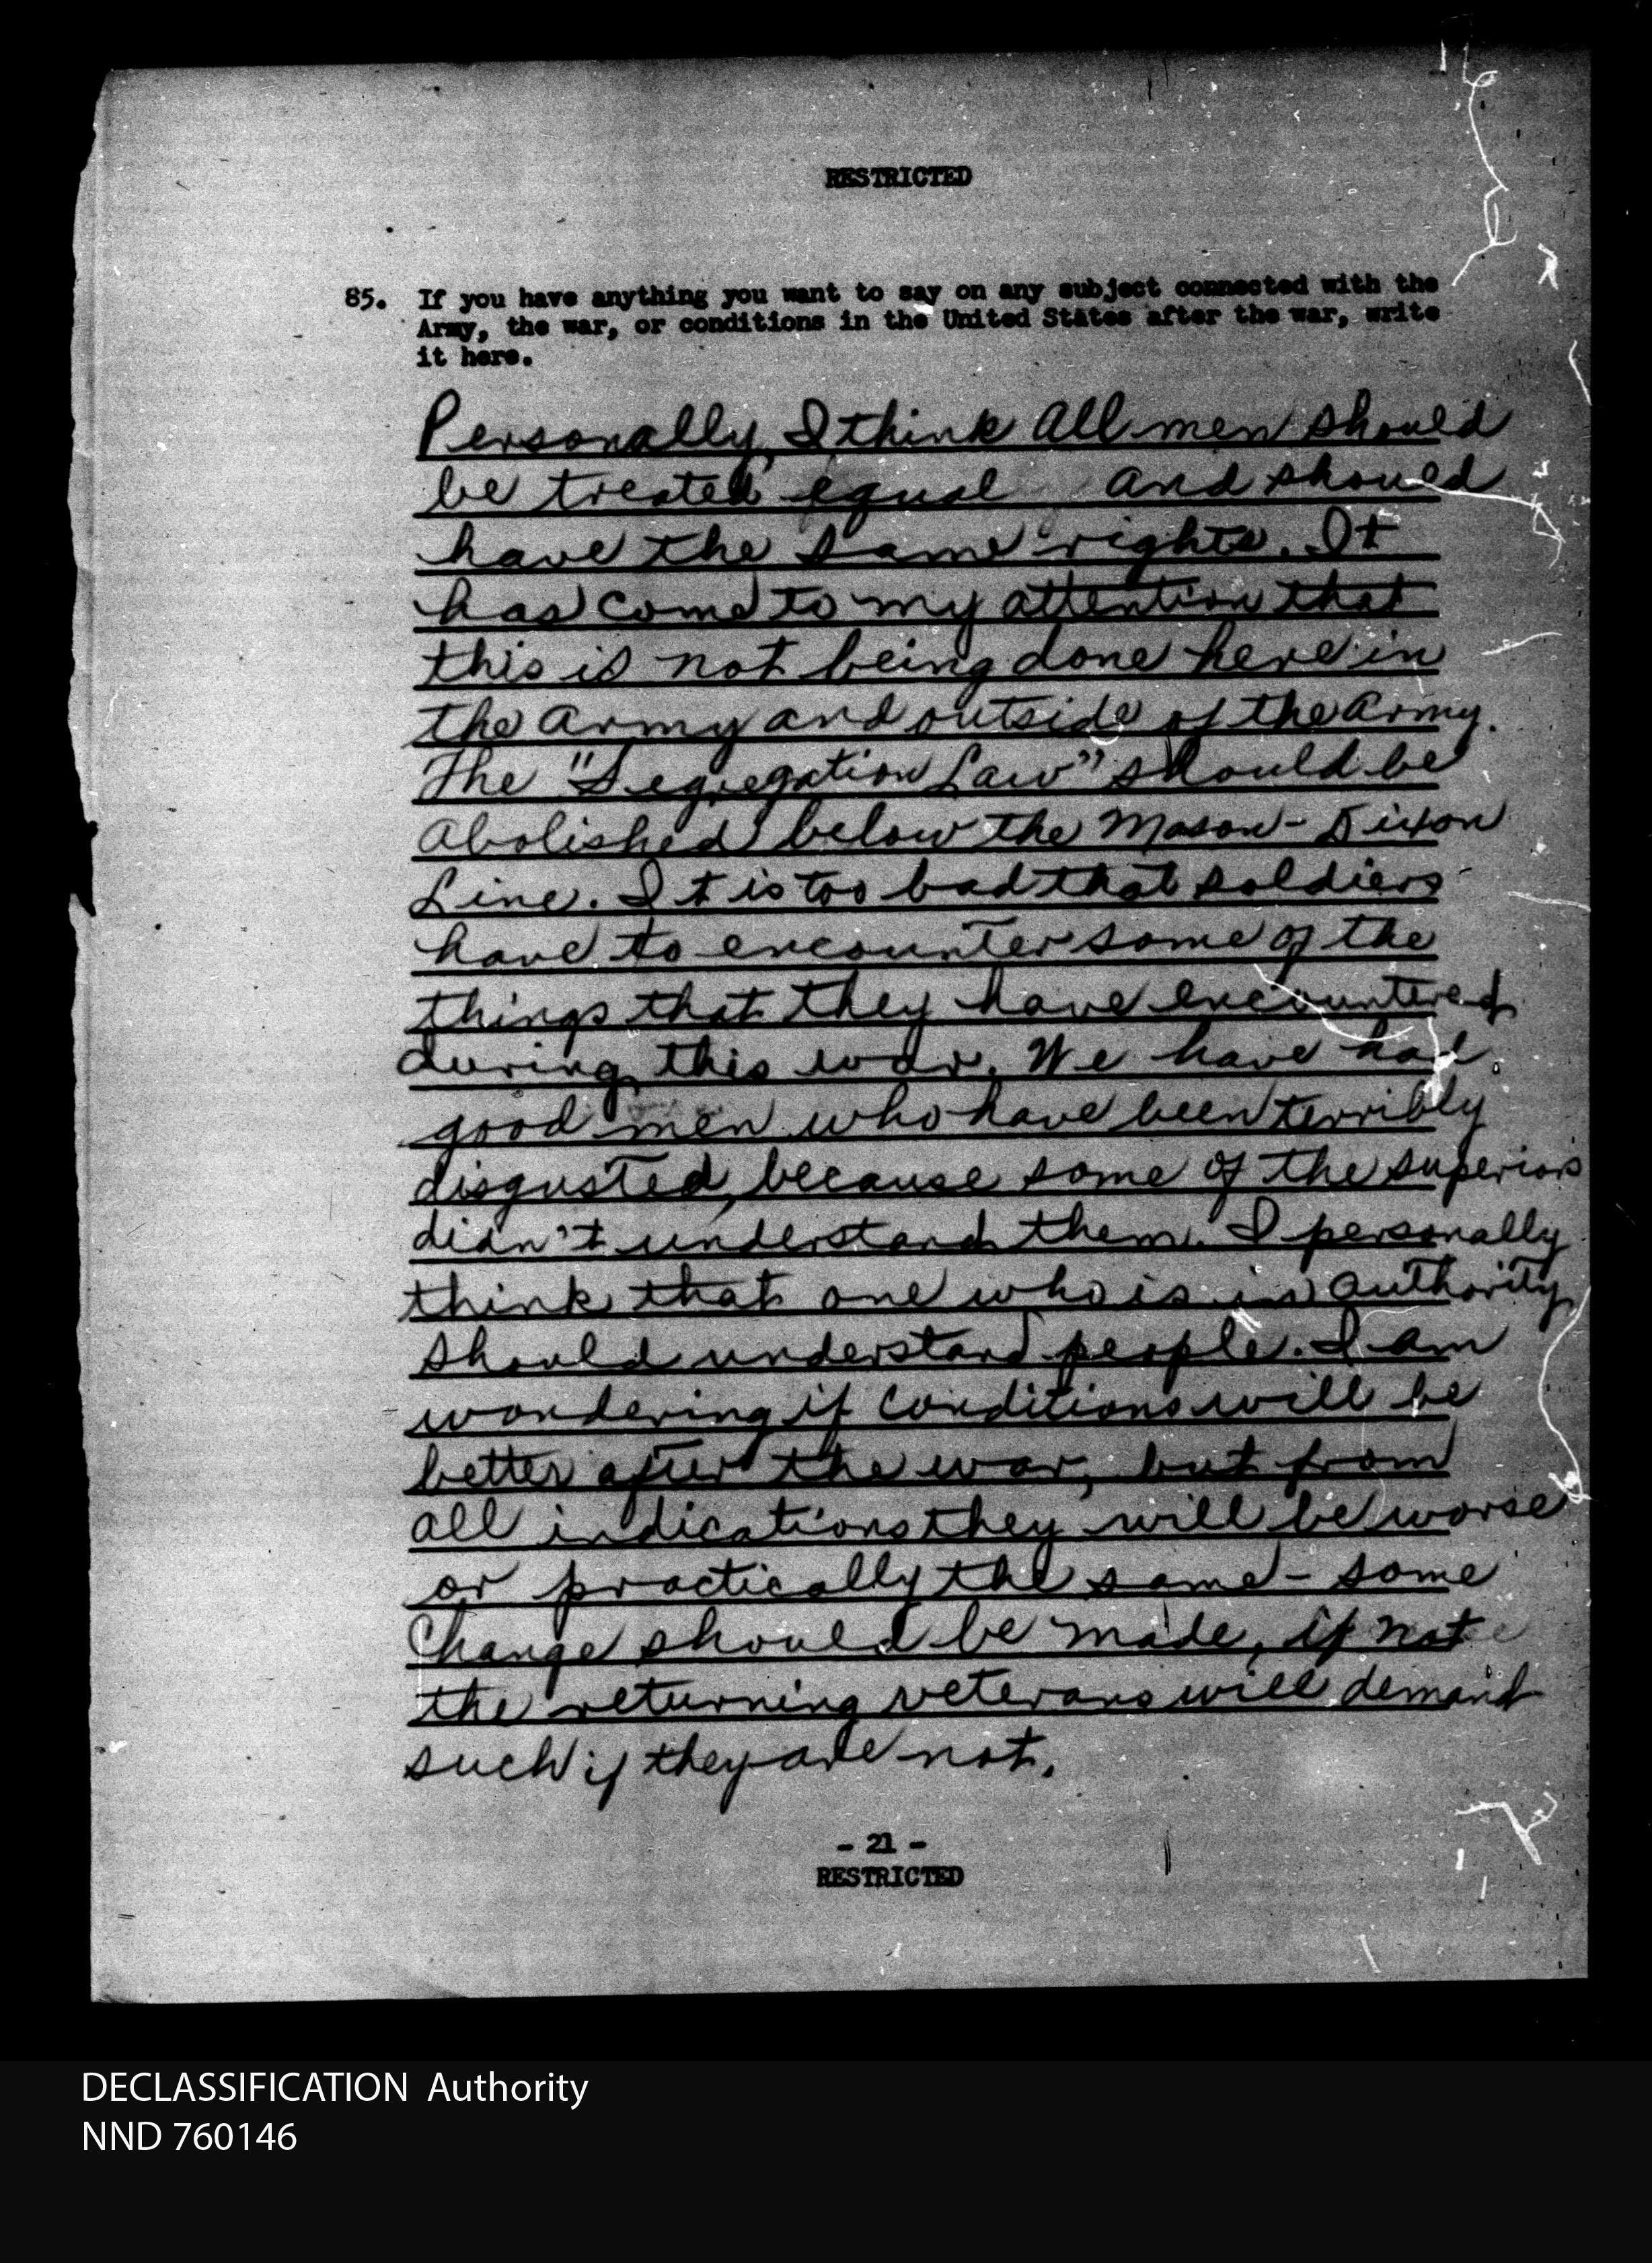 RESTRICTED
85. If you have anything you want to say on any subject connected with the
Army, the war, or conditions in the United States after the war, write
it here.
Personally, I think all men should
be treated equal and should
have the same rights. It
has come to my attention that
this is not being done here in
the army and outside of the army.
The "Segregation Law" should be
abolished below the Mason-Dixon
Line. It is too bad that soldiers
have to encounter some of the
things that they have encountered
during this war. We have had
good men who have been terribly
disgusted, because some of the superiors
didn't understand them. I personally
think that one who is in authority
should understand people. I am
wondering if conditions will be
better after the war, but from
all indications they will be worse
or practically the same - some
change should be made, if not
the returning veterans will demand
such if they are not.
- 21 -
RESTRICTED
DECLASSIFICATION Authority
NND 760146